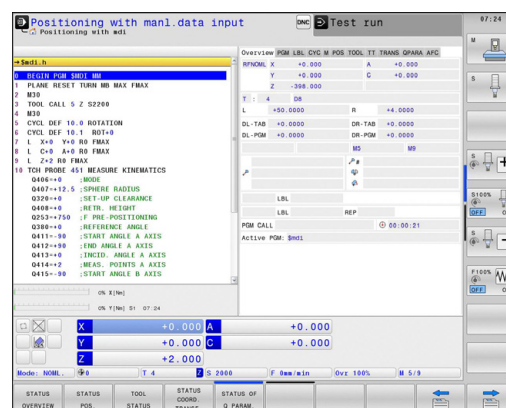 Positioning with manl.data input
Positioning with mdi
DNC
Test run
07:24
→$mdi.h
0 BEGIN PGM $MDI MM
1 PLANE RESET TURN MB MAX FMAX
2 M30
3 TOOL CALL 5 Z S2200
4 M30
5 CYCL DEF 10.0 ROTATION
6 CYCL DEF 10.1 ROT+0
7 L X+0 Y+0 R0 FMAX
8 L C+0 A+0 R0 FMAX
9 L Z+2 R0 FMAX
10 TCH PROBE 451 MEASURE KINEMATICS
Q406=+0 ;MODE
Q407=+12.5 ;SPHERE RADIUS
Q320=+0 ;SET-UP CLEARANCE
Q408=+0 ;RETR. HEIGHT
Q253=+750 ;F PRE-POSITIONING
Q380=+0 ;REFERENCE ANGLE
Q411=-90 ;START ANGLE A AXIS
Q412=+90 ;END ANGLE A AXIS
Q413=+0 ;INCID. ANGLE A AXIS
Q414=+2 ;MEAS. POINTS A AXIS
Q415=-90 ;START ANGLE B AXIS
0% X[Nm]
0% Y[Nm] S1 07:24
Overview PGM LBL CYC M POS TOOL TT TRANS QPARA AFC
RFNOML X +0.000 A +0.000
Y +0.000 C +0.000
Z -398.000
T : 4 D8
L +50.0000 R +4.0000
DL-TAB +0.0000 DR-TAB +0.0000
DL-PGM +0.0000 DR-PGM +0.0000
M5 M9
LBL
LBL REP
PGM CALL 00:00:21
Active PGM: $mdi
X +0.000 A +0.000
Y +0.000 C +0.000
Z +2.000
Mode: NOML. 0 T 4 Z S 2000 F 0mm/min Ovr 100% M 5/9
STATUS OVERVIEW
STATUS POS.
TOOL STATUS
STATUS COORD.
STATUS OF Q PARAM.
M
S
S
S100%
OFF
S
F100%
OFF